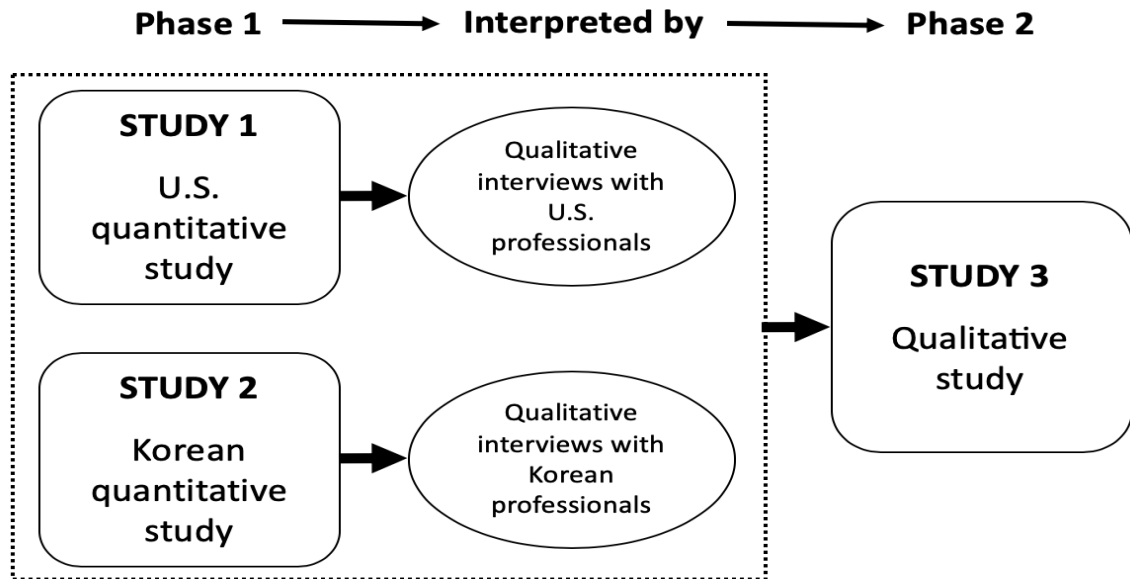 Phase 1 Interpreted by Phase 2
STUDY 1
U.S.
quantitative
study
Qualitative
interviews with
U.S.
professionals
STUDY 2
Korean
quantitative
study
Qualitative
interviews with
Korean
professionals
STUDY 3
Qualitative
study